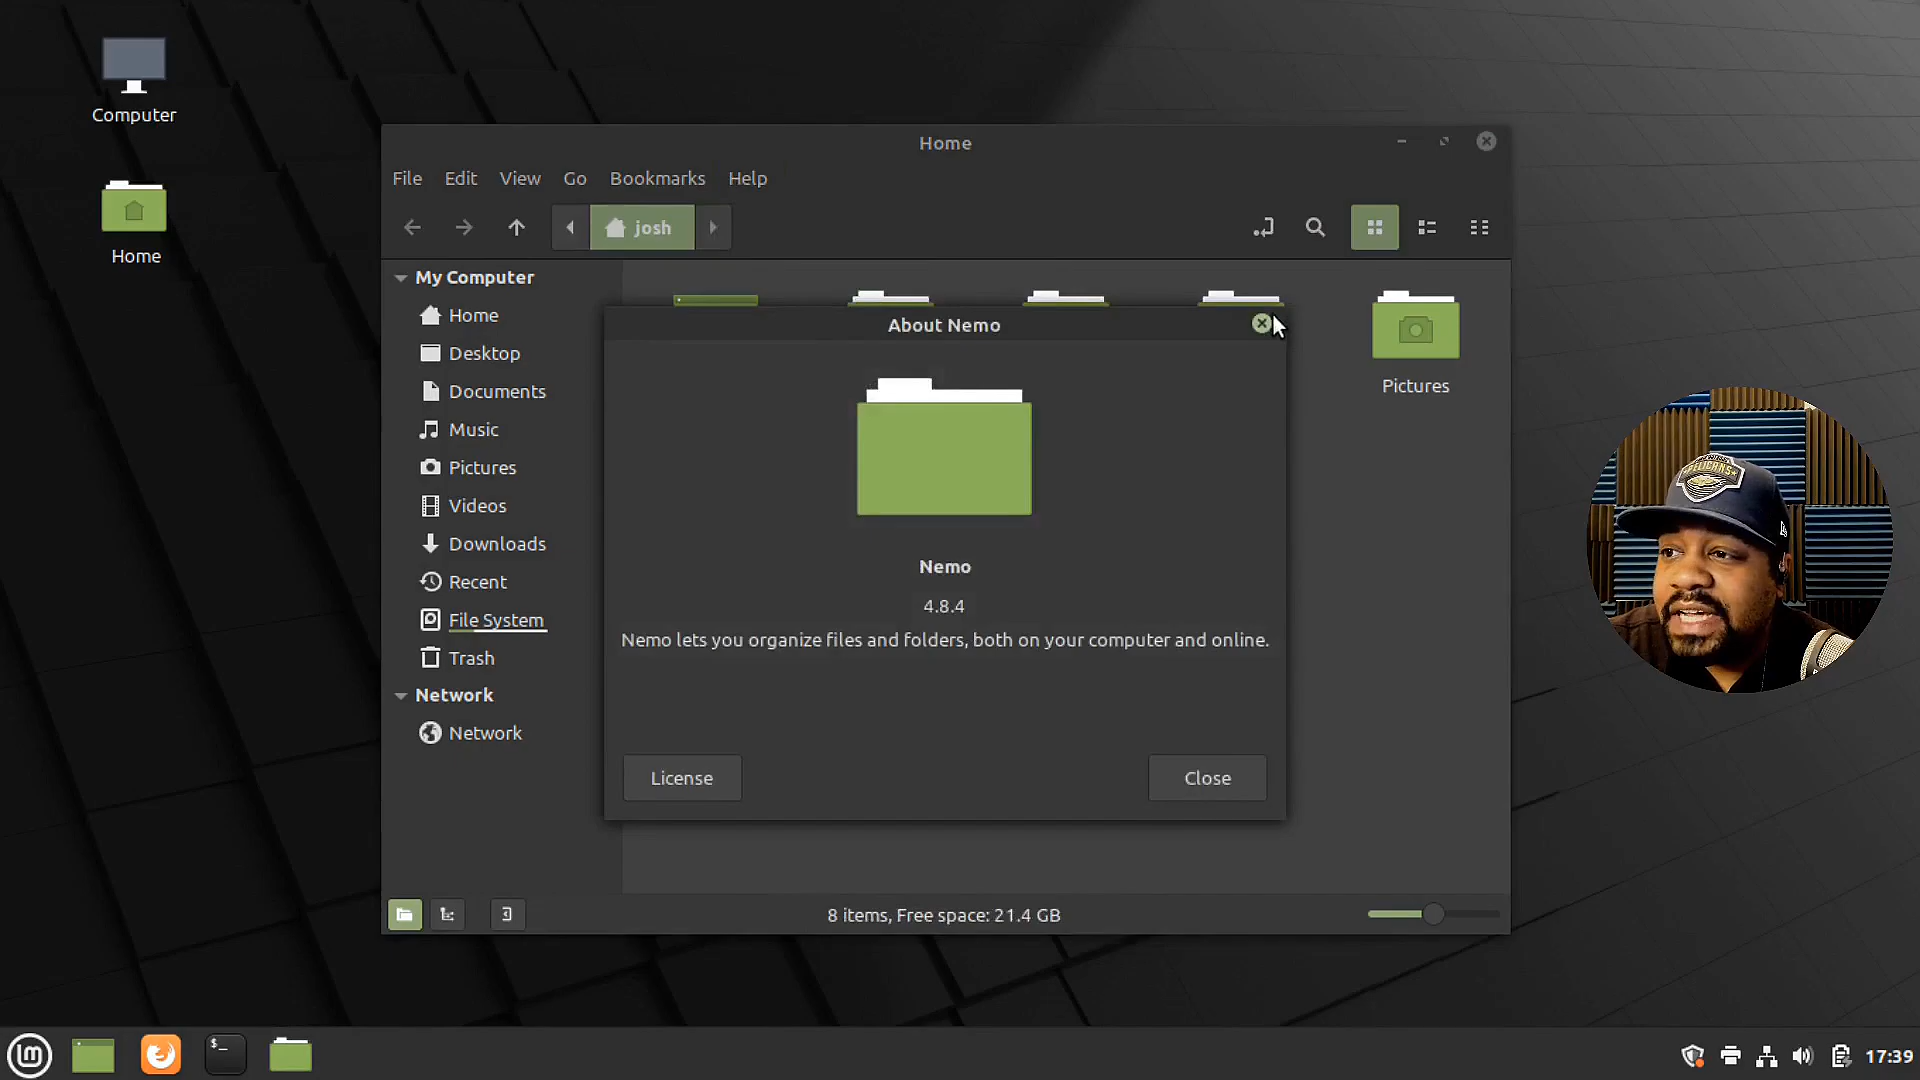 Computer
Home
Home
File Edit View Go Bookmarks Help
josh
My Computer
Home
Desktop
Documents
Music
Pictures
Videos
Downloads
Recent
File System
Trash
Network
Network
Pictures
About Nemo
Nemo
4.8.4
Nemo lets you organize files and folders, both on your computer and online.
License
Close
8 items, Free space: 21.4 GB
PELICANS
lm
$_
17:39